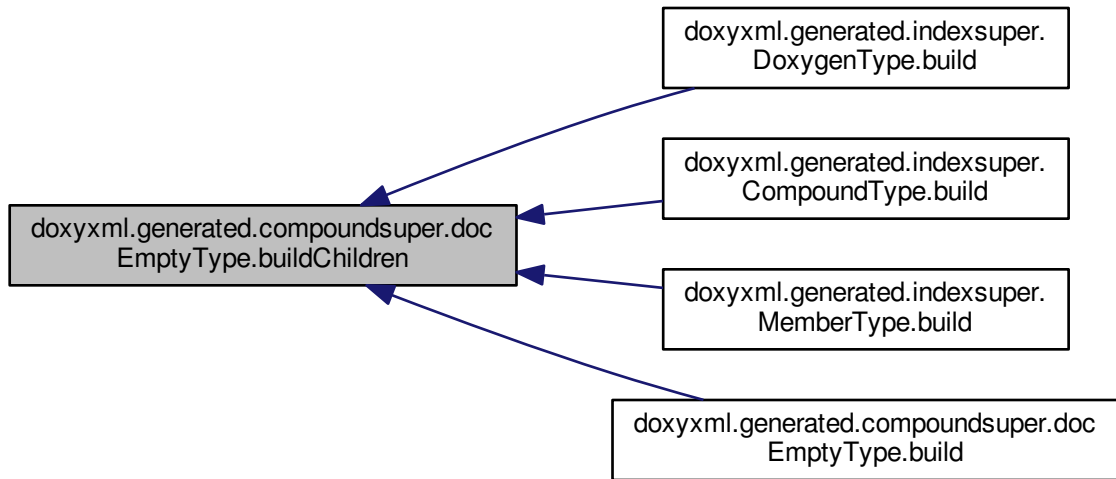 doxyxml.generated.indexsuper.
DoxygenType.build
doxyxml.generated.indexsuper.
CompoundType.build
doxyxml.generated.compoundsuper.doc
EmptyType.buildChildren
doxyxml.generated.indexsuper.
MemberType.build
doxyxml.generated.compoundsuper.doc
EmptyType.build